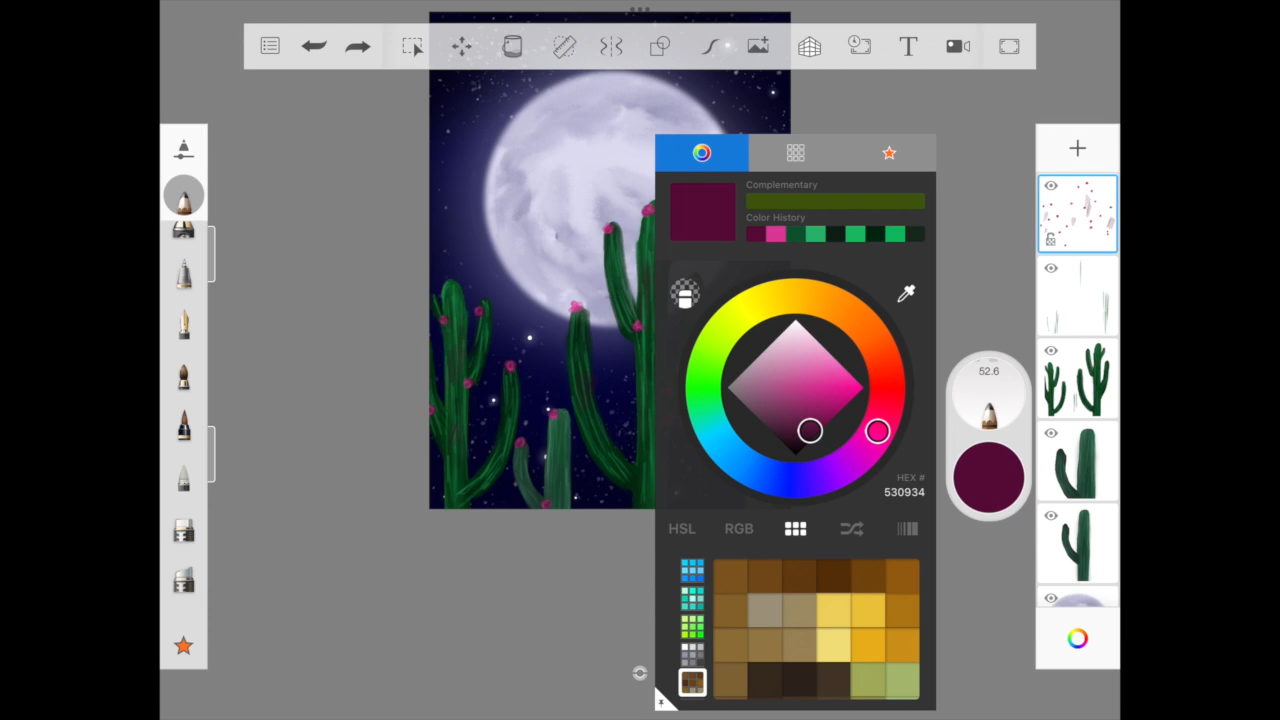 T
Complementary
Color History
52.6
HEX #
530934
HSL RGB